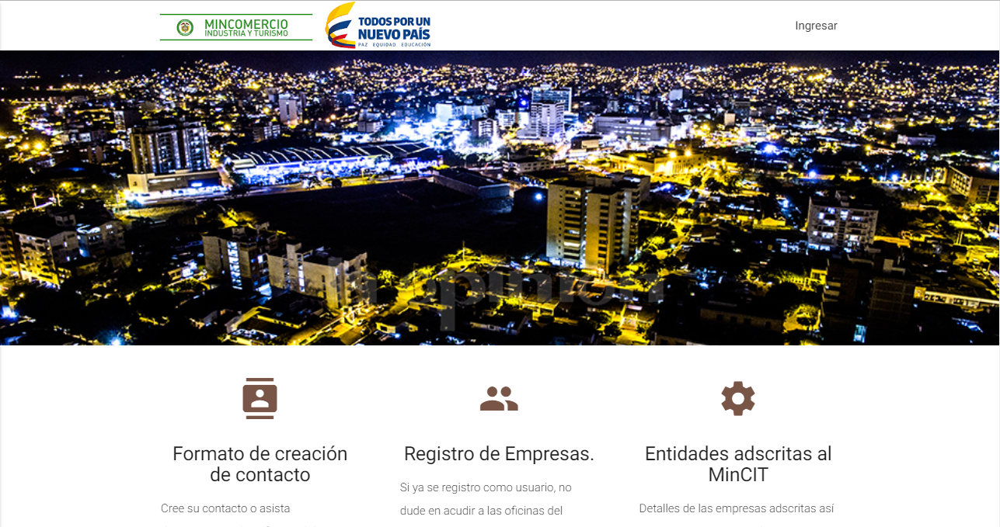 MINCOMERCIO
INDUSTRIA Y TURISMO
TODOS POR UN
NUEVO PAÍS
PAZ EQUIDAD EDUCACIÓN
Ingresar
la opinión
Formato de creación
de contacto
Cree su contacto o asista
Registro de Empresas.
Si ya se registro como usuario, no
dude en acudir a las oficinas del
Entidades adscritas al
MinCIT
Detalles de las empresas adscritas así